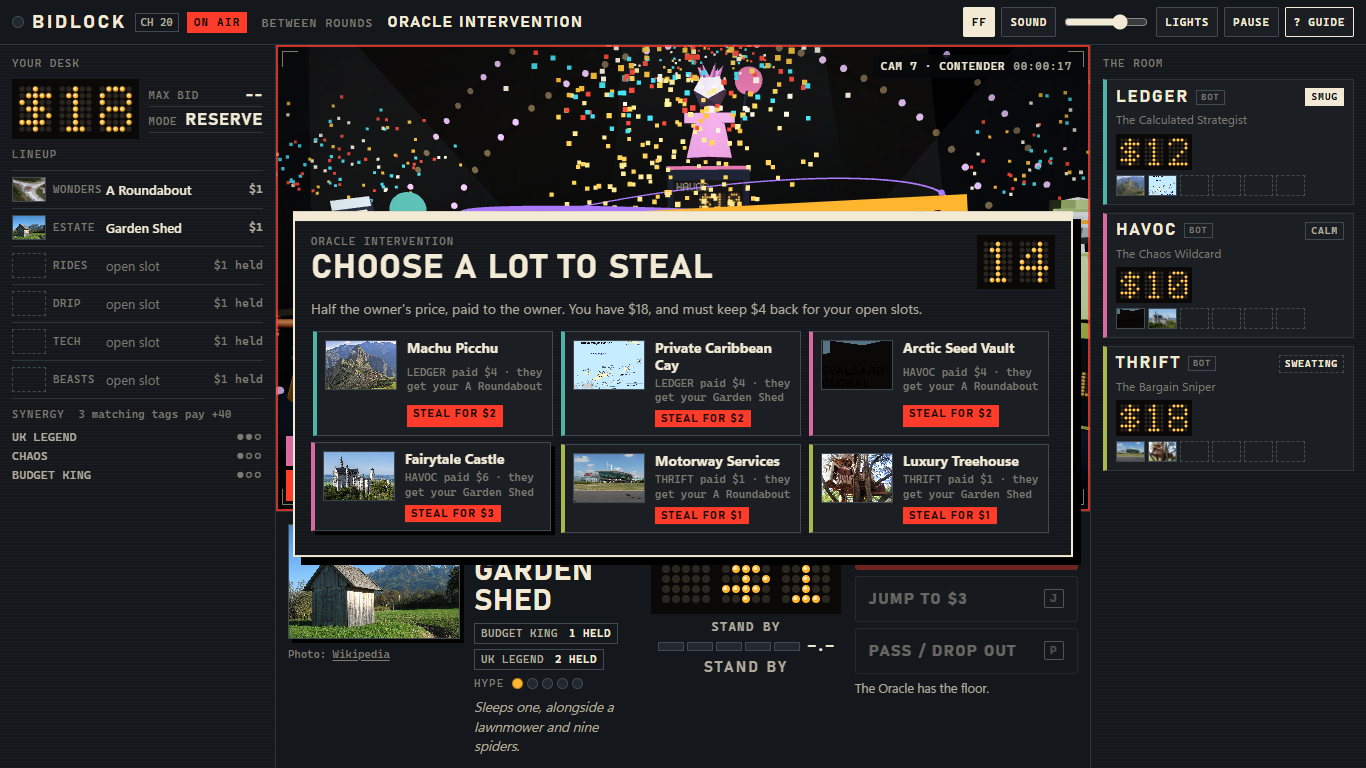 BIDLOCK CH 20 ON AIR BETWEEN ROUNDS ORACLE INTERVENTION FF SOUND LIGHTS PAUSE ? GUIDE
YOUR DESK
$18
MAX BID --
MODE RESERVE
LINEUP
WONDERS A Roundabout $1
ESTATE Garden Shed $1
RIDES open slot $1 held
DRIP open slot $1 held
TECH open slot $1 held
BEASTS open slot $1 held
SYNERGY 3 matching tags pay +40
UK LEGEND
CHAOS
BUDGET KING
CAM 7 · CONTENDER 00:00:17
HAVOC
$10
ORACLE INTERVENTION
CHOOSE A LOT TO STEAL
14
Half the owner's price, paid to the owner. You have $18, and must keep $4 back for your open slots.
Machu Picchu
LEDGER paid $4 · they
get your A Roundabout
STEAL FOR $2
Private Caribbean
Cay
LEDGER paid $4 · they
get your Garden Shed
STEAL FOR $2
SVALBARD
GLOBAL
Arctic Seed Vault
HAVOC paid $4 · they
get your A Roundabout
STEAL FOR $2
Fairytale Castle
HAVOC paid $6 · they
get your Garden Shed
STEAL FOR $3
Motorway Services
THRIFT paid $1 · they
get your A Roundabout
STEAL FOR $1
Luxury Treehouse
THRIFT paid $1 · they
get your Garden Shed
STEAL FOR $1
Photo: Wikipedia
GARDEN
SHED
BUDGET KING 1 HELD
UK LEGEND 2 HELD
HYPE
Sleeps one, alongside a
lawnmower and nine
spiders.
STAND BY
-.-
STAND BY
JUMP TO $3 J
PASS / DROP OUT P
The Oracle has the floor.
THE ROOM
LEDGER BOT SMUG
The Calculated Strategist
$12
HAVOC BOT CALM
The Chaos Wildcard
$10
THRIFT BOT SWEATING
The Bargain Sniper
$18